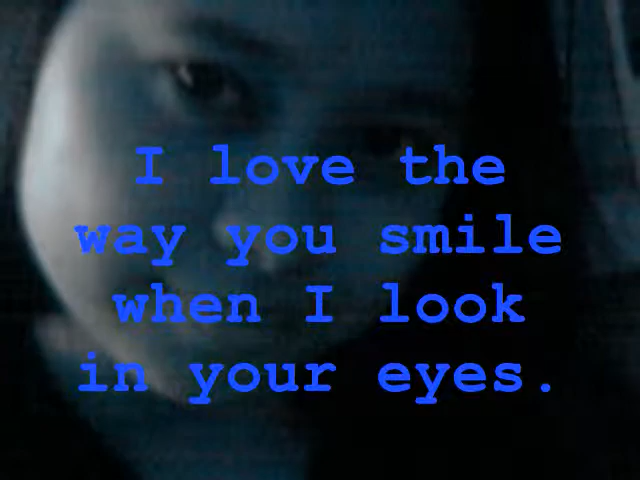 I love the
way you smile
when I look
in your eyes.